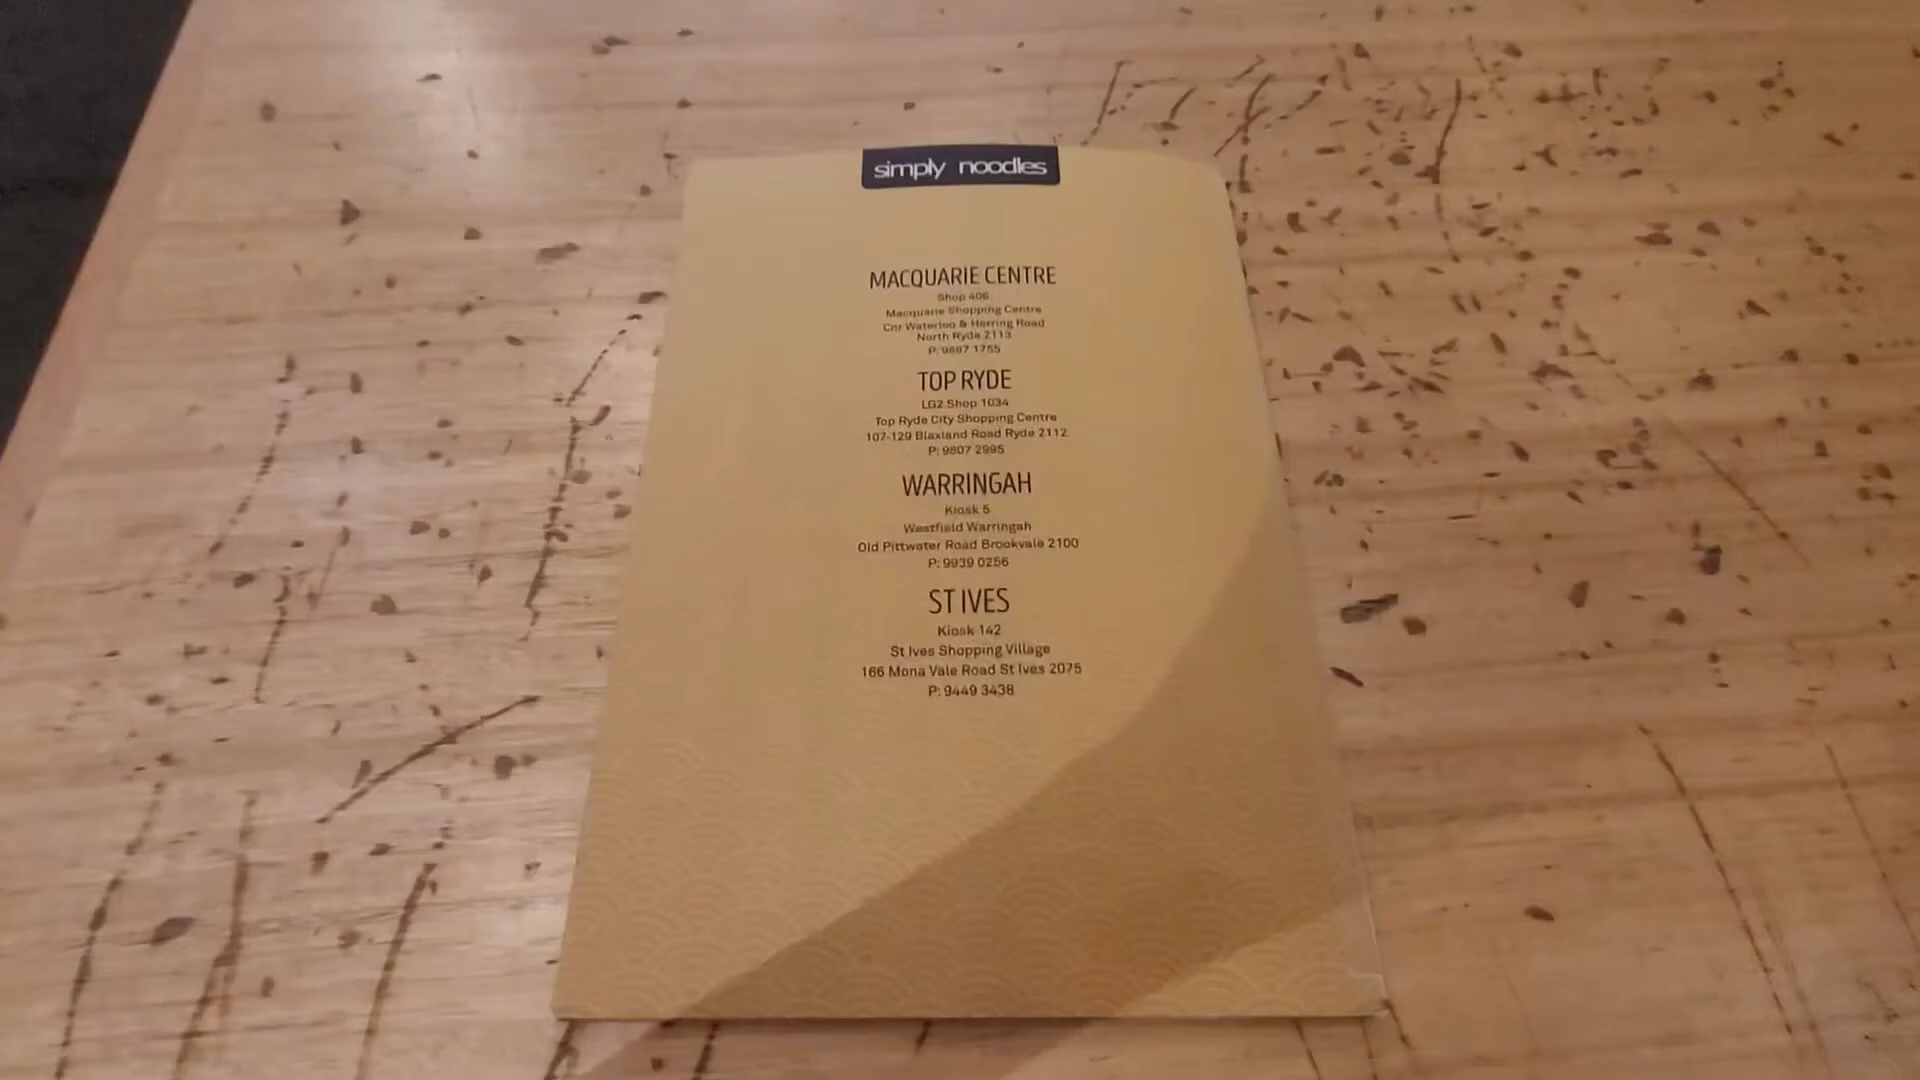 simply noodles
MACQUARIE CENTRE
Shop 406
Macquarie Shopping Centre
Cnr Waterloo & Herring Road
North Ryde 2113
P: 9887 1755
TOP RYDE
LG2 Shop 1034
Top Ryde City Shopping Centre
107-129 Blaxland Road Ryde 2112
P: 9807 2995
WARRINGAH
Kiosk 5
Westfield Warringah
Old Pittwater Road Brookvale 2100
P: 9939 0256
ST IVES
Kiosk 142
St Ives Shopping Village
166 Mona Vale Road St Ives 2075
P: 9449 3438